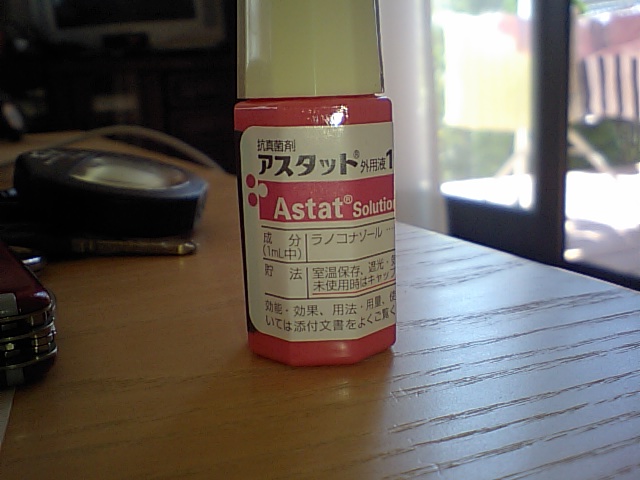 抗真菌剤
アスタット® 外用液1
Astat® Solution
成分 ラノコナゾール
(1mL中)
貯法 室温保存、遮光・
未使用時はキャッ
効能・効果、用法・用量、使
いては添付文書をよくご覧く